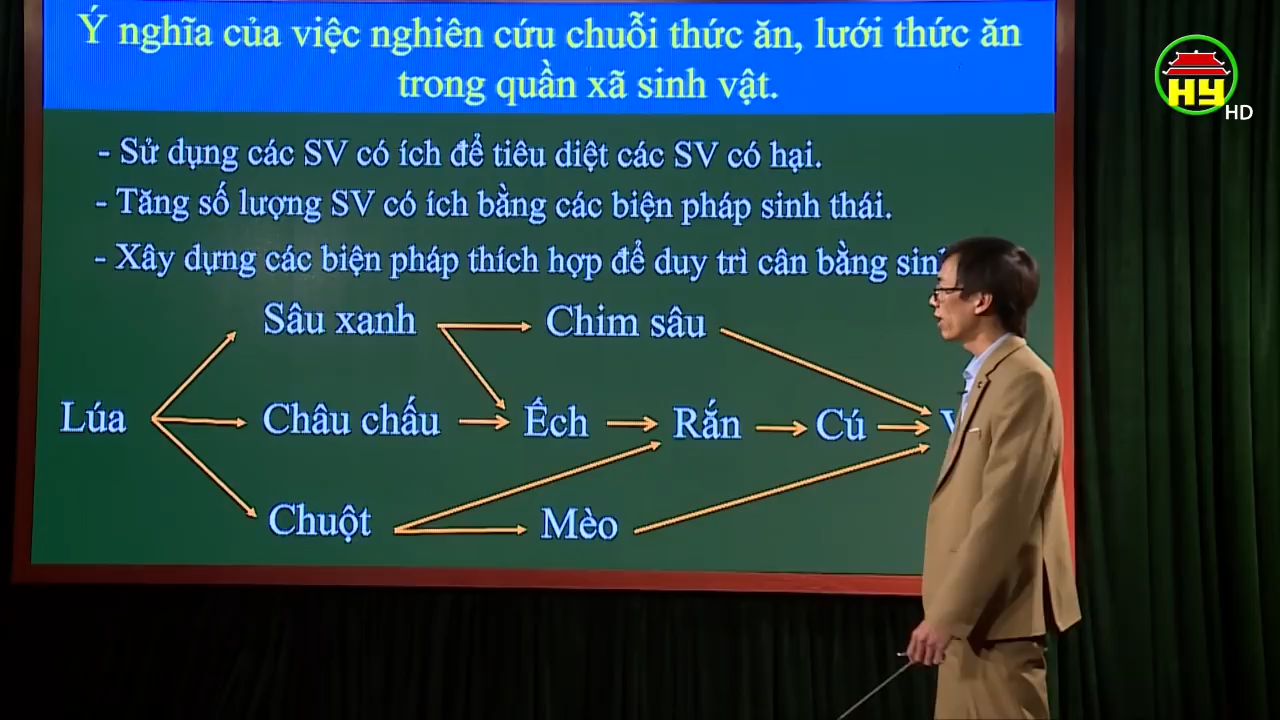 Ý nghĩa của việc nghiên cứu chuỗi thức ăn, lưới thức ăn
trong quần xã sinh vật.
HY
HD
- Sử dụng các SV có ích để tiêu diệt các SV có hại.
- Tăng số lượng SV có ích bằng các biện pháp sinh thái.
- Xây dựng các biện pháp thích hợp để duy trì cân bằng
Sâu xanh Chim sâu
Lúa Châu chấu Ếch Rắn Cú
Chuột Mèo